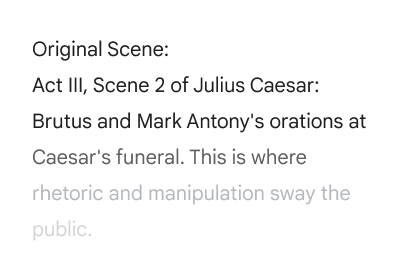 Original Scene:
Act III, Scene 2 of Julius Caesar:
Brutus and Mark Antony's orations at
Caesar's funeral. This is where
rhetoric and manipulation sway the
public.